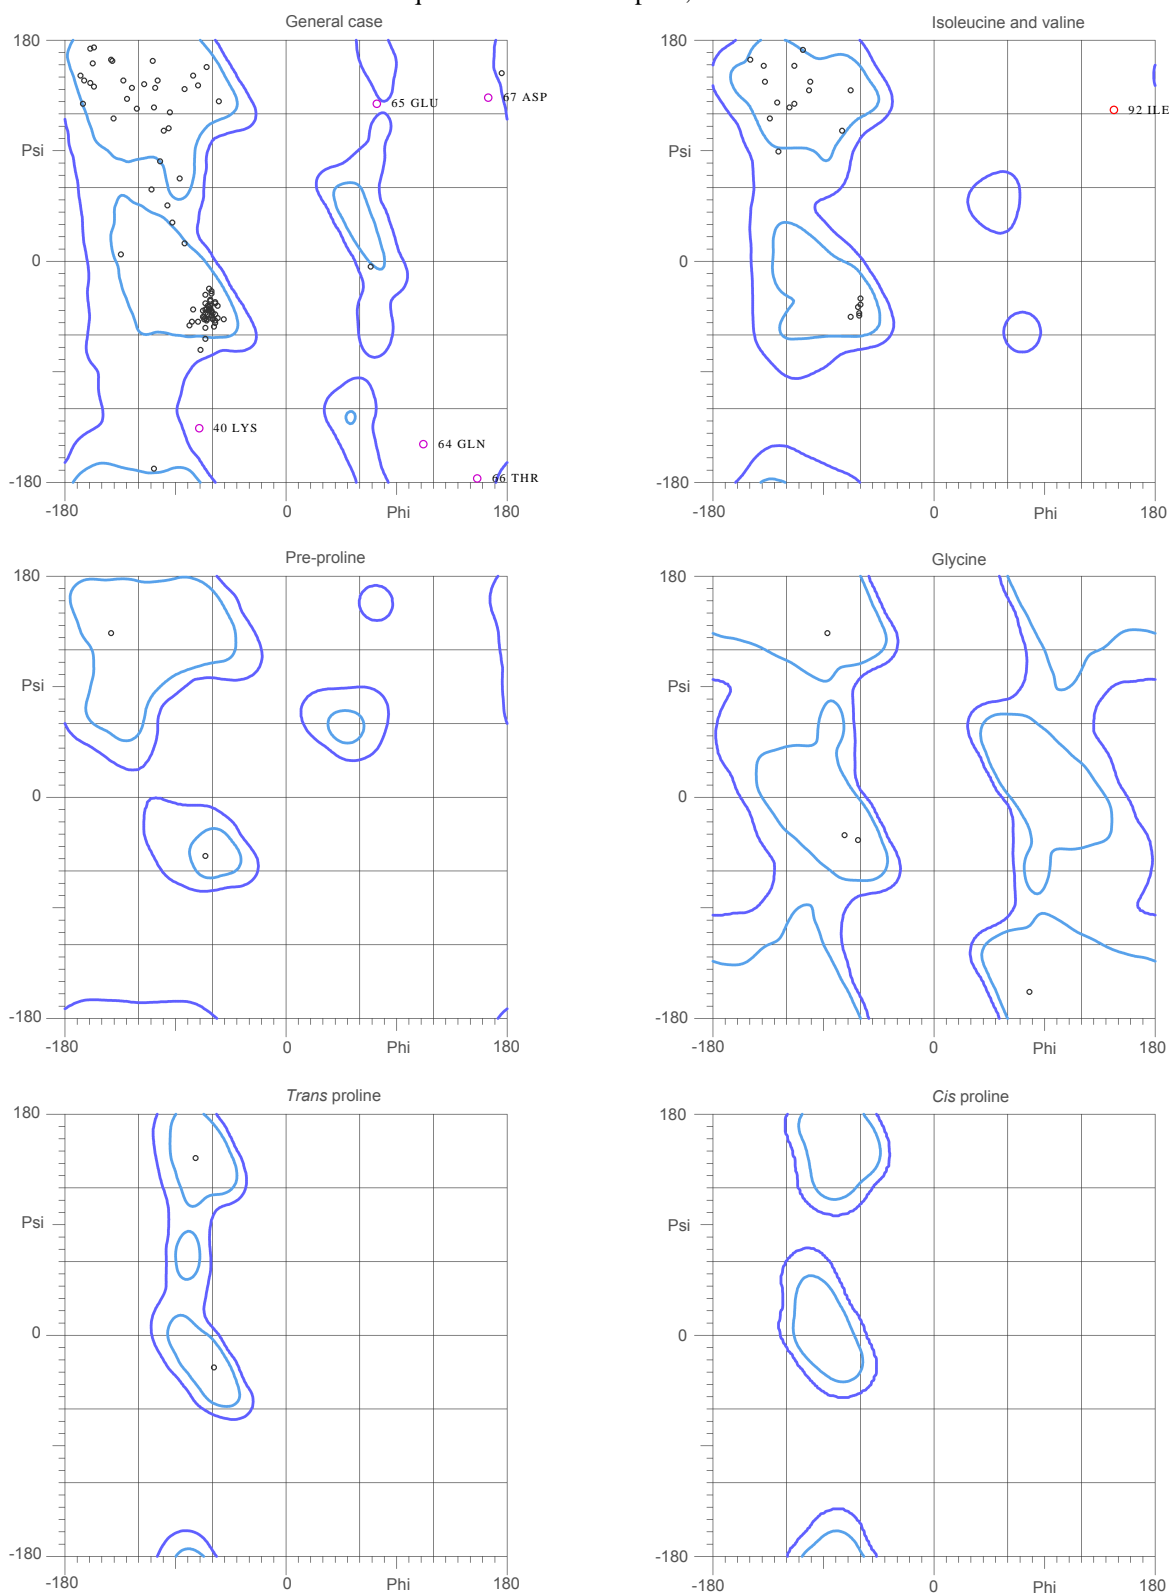 General case
Isoleucine and valine
180
180
65 GLU
67 ASP
92 ILE
Psi
Psi
0
0
40 LYS
64 GLN
66 THR
-180
-180
-180
0
Phi
180
-180
0
Phi
180
Pre-proline
Glycine
180
180
Psi
Psi
0
0
-180
-180
-180
0
Phi
180
-180
0
Phi
180
Trans proline
Cis proline
180
180
Psi
Psi
0
0
-180
-180
-180
0
Phi
180
-180
0
Phi
180